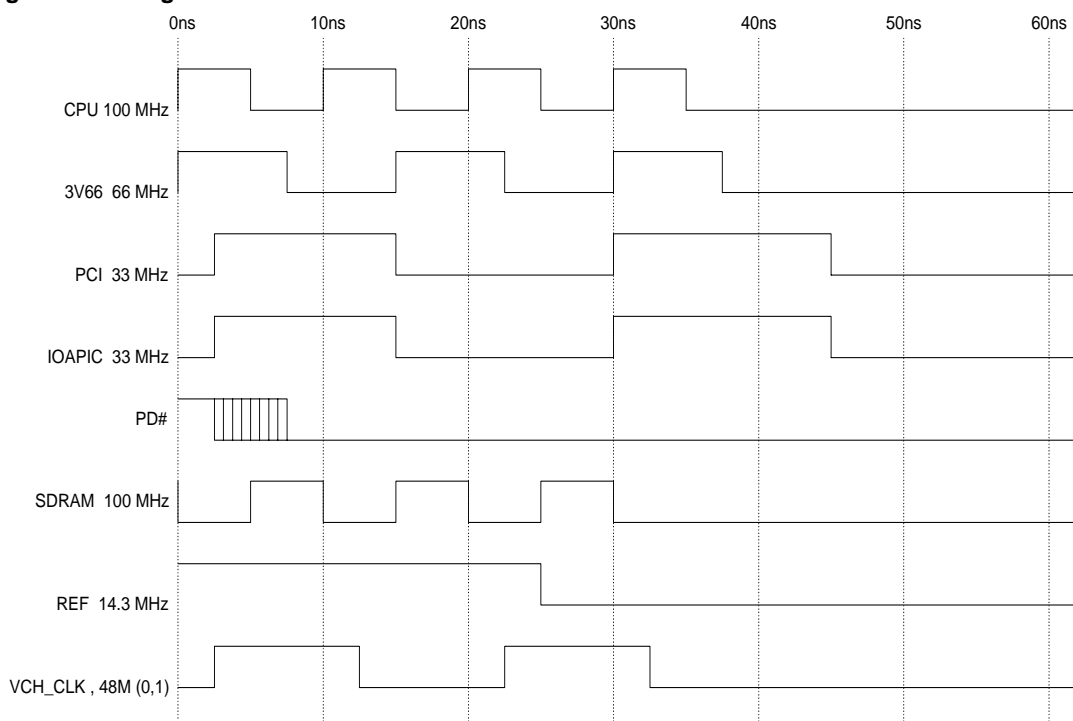 0ns 10ns 20ns 30ns 40ns 50ns 60ns
CPU 100 MHz
3V66 66 MHz
PCI 33 MHz
IOAPIC 33 MHz
PD#
SDRAM 100 MHz
REF 14.3 MHz
VCH_CLK , 48M (0,1)